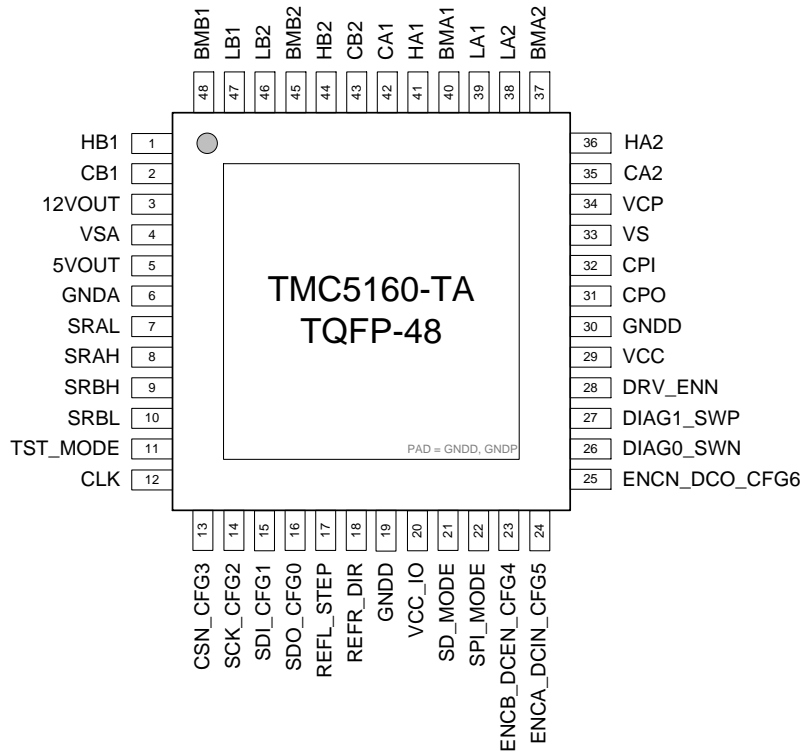 BMB1
LB1
LB2
BMB2
HB2
CB2
CA1
HA1
BMA1
LA1
LA2
BMA2
48
47
46
45
44
43
42
41
40
39
38
37
HB1 1
CB1 2
12VOUT 3
VSA 4
5VOUT 5
GNDA 6
SRAL 7
SRAH 8
SRBH 9
SRBL 10
TST_MODE 11
CLK 12
TMC5160-TA
TQFP-48
PAD = GNDD, GNDP
36 HA2
35 CA2
34 VCP
33 VS
32 CPI
31 CPO
30 GNDD
29 VCC
28 DRV_ENN
27 DIAG1_SWP
26 DIAG0_SWN
25 ENCN_DCO_CFG6
13
14
15
16
17
18
19
20
21
22
23
24
CSN_CFG3
SCK_CFG2
SDI_CFG1
SDO_CFG0
REFL_STEP
REFR_DIR
GNDD
VCC_IO
SD_MODE
SPI_MODE
ENCB_DCEN_CFG4
ENCA_DCIN_CFG5